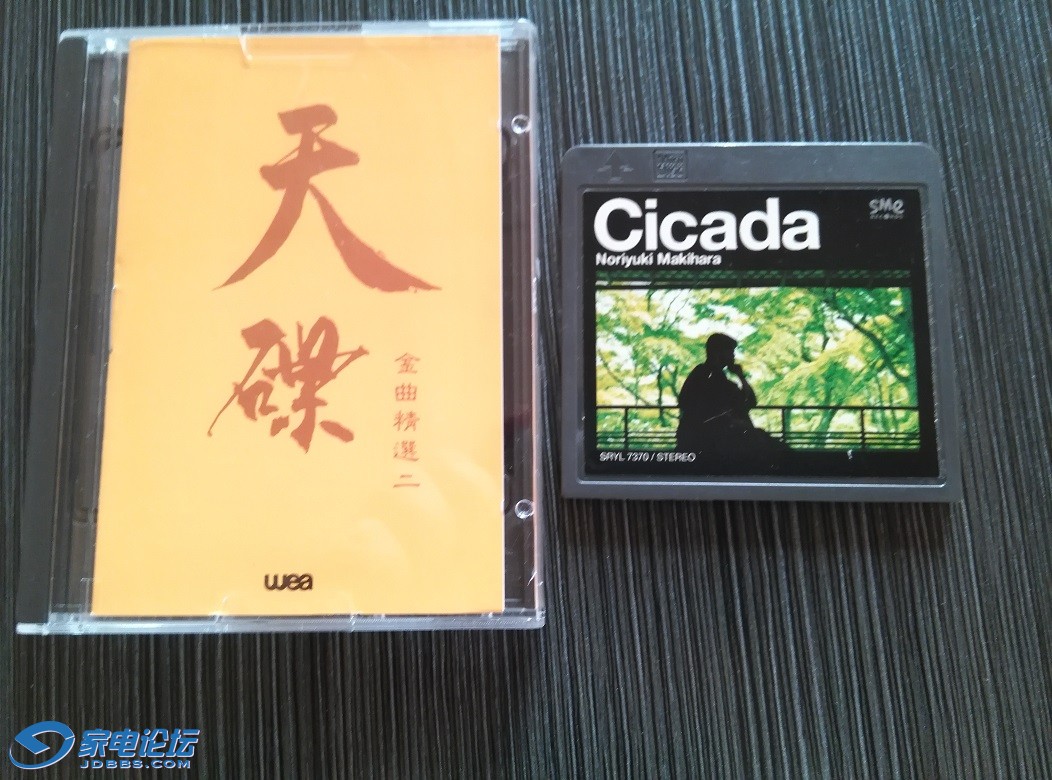 天碟
金曲精選二
wea
Cicada
Noriyuki Makihara
SME
SRYL 7370 / STEREO
家电论坛
JDBBS.COM